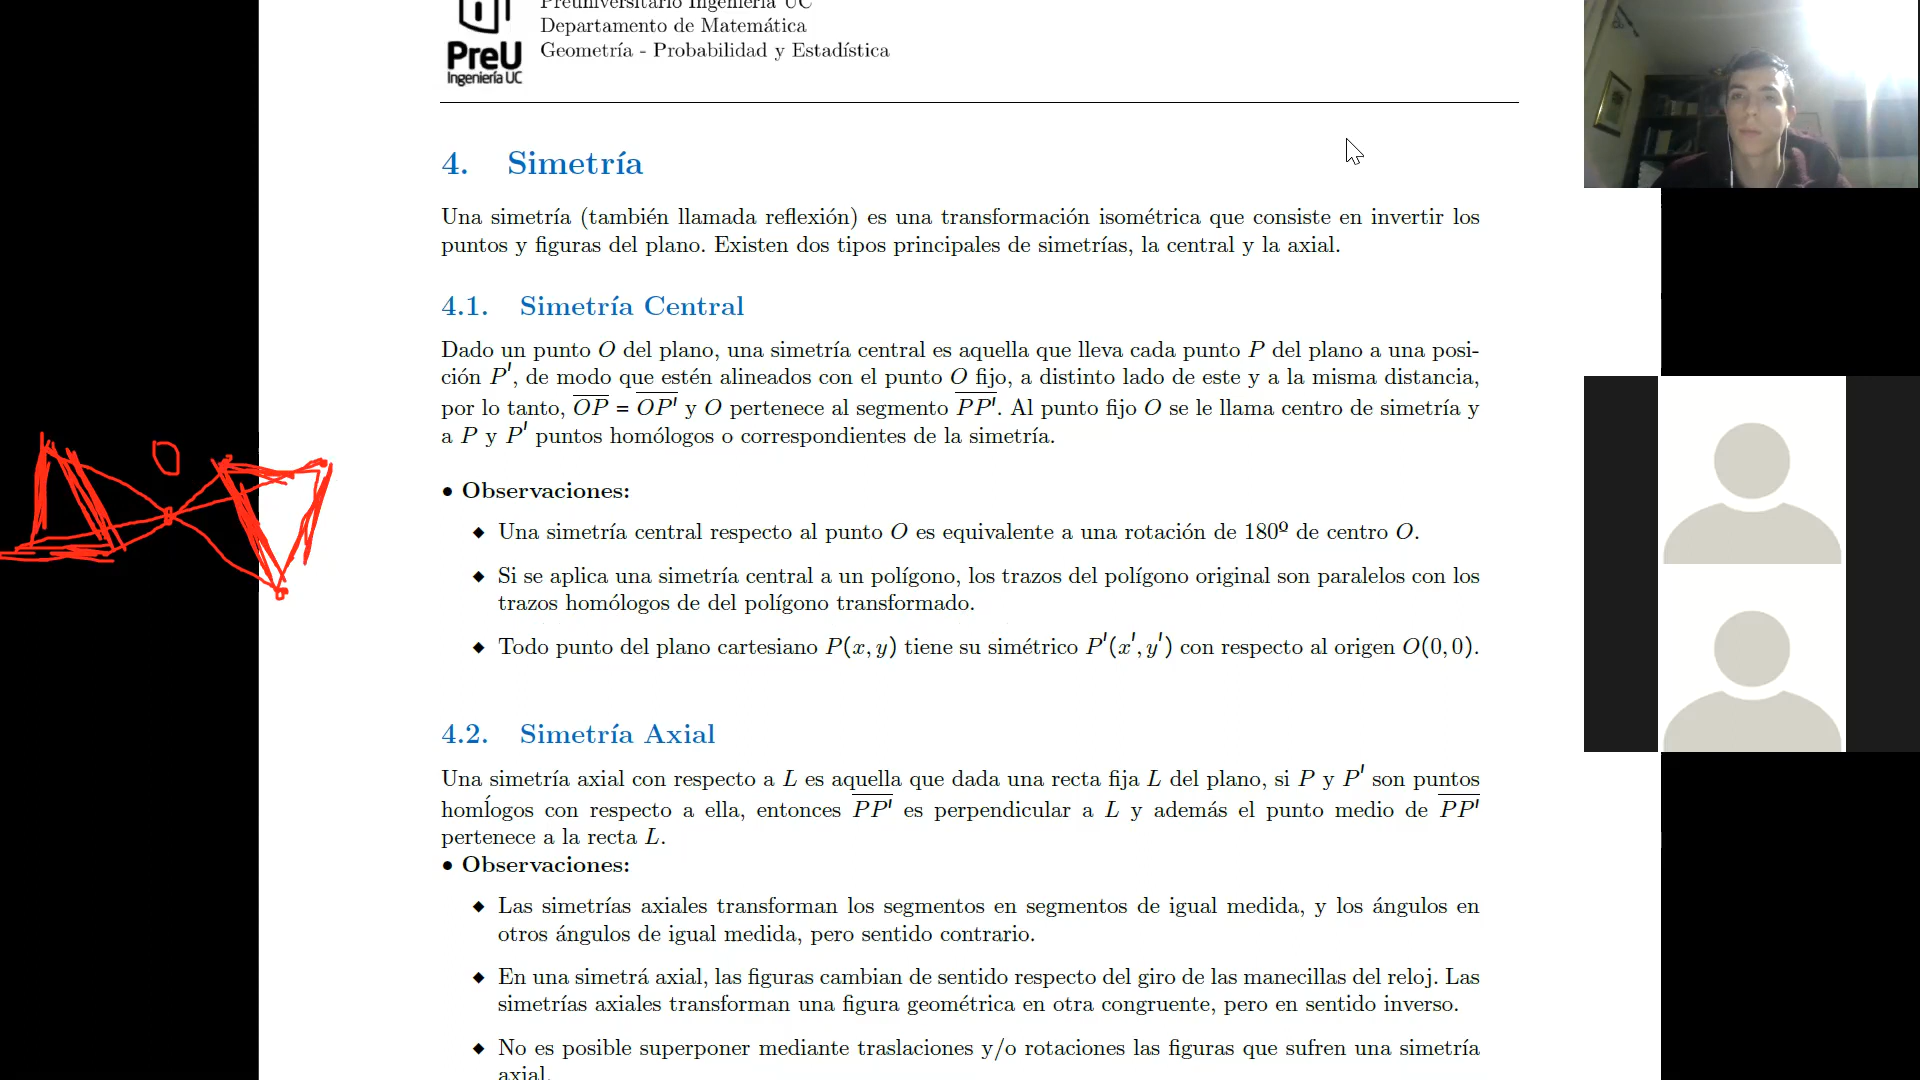 Preuniversitario Ingeniería UC
Departamento de Matemática
Geometría - Probabilidad y Estadística
PreU
Ingeniería UC
4. Simetría
Una simetría (también llamada reflexión) es una transformación isométrica que consiste en invertir los
puntos y figuras del plano. Existen dos tipos principales de simetrías, la central y la axial.
4.1. Simetría Central
Dado un punto O del plano, una simetría central es aquella que lleva cada punto P del plano a una posi-
ción P', de modo que estén alineados con el punto O fijo, a distinto lado de este y a la misma distancia,
por lo tanto, \overline{OP} = \overline{OP'} y O pertenece al segmento \overline{PP'}. Al punto fijo O se le llama centro de simetría y
a P y P' puntos homólogos o correspondientes de la simetría.
O
• Observaciones:
◆ Una simetría central respecto al punto O es equivalente a una rotación de 180º de centro O.
◆ Si se aplica una simetría central a un polígono, los trazos del polígono original son paralelos con los
trazos homólogos de del polígono transformado.
◆ Todo punto del plano cartesiano P(x, y) tiene su simétrico P'(x', y') con respecto al origen O(0, 0).
4.2. Simetría Axial
Una simetría axial con respecto a L es aquella que dada una recta fija L del plano, si P y P' son puntos
homĺogos con respecto a ella, entonces \overline{PP'} es perpendicular a L y además el punto medio de \overline{PP'}
pertenece a la recta L.
• Observaciones:
◆ Las simetrías axiales transforman los segmentos en segmentos de igual medida, y los ángulos en
otros ángulos de igual medida, pero sentido contrario.
◆ En una simetrá axial, las figuras cambian de sentido respecto del giro de las manecillas del reloj. Las
simetrías axiales transforman una figura geométrica en otra congruente, pero en sentido inverso.
◆ No es posible superponer mediante traslaciones y/o rotaciones las figuras que sufren una simetría
axial.